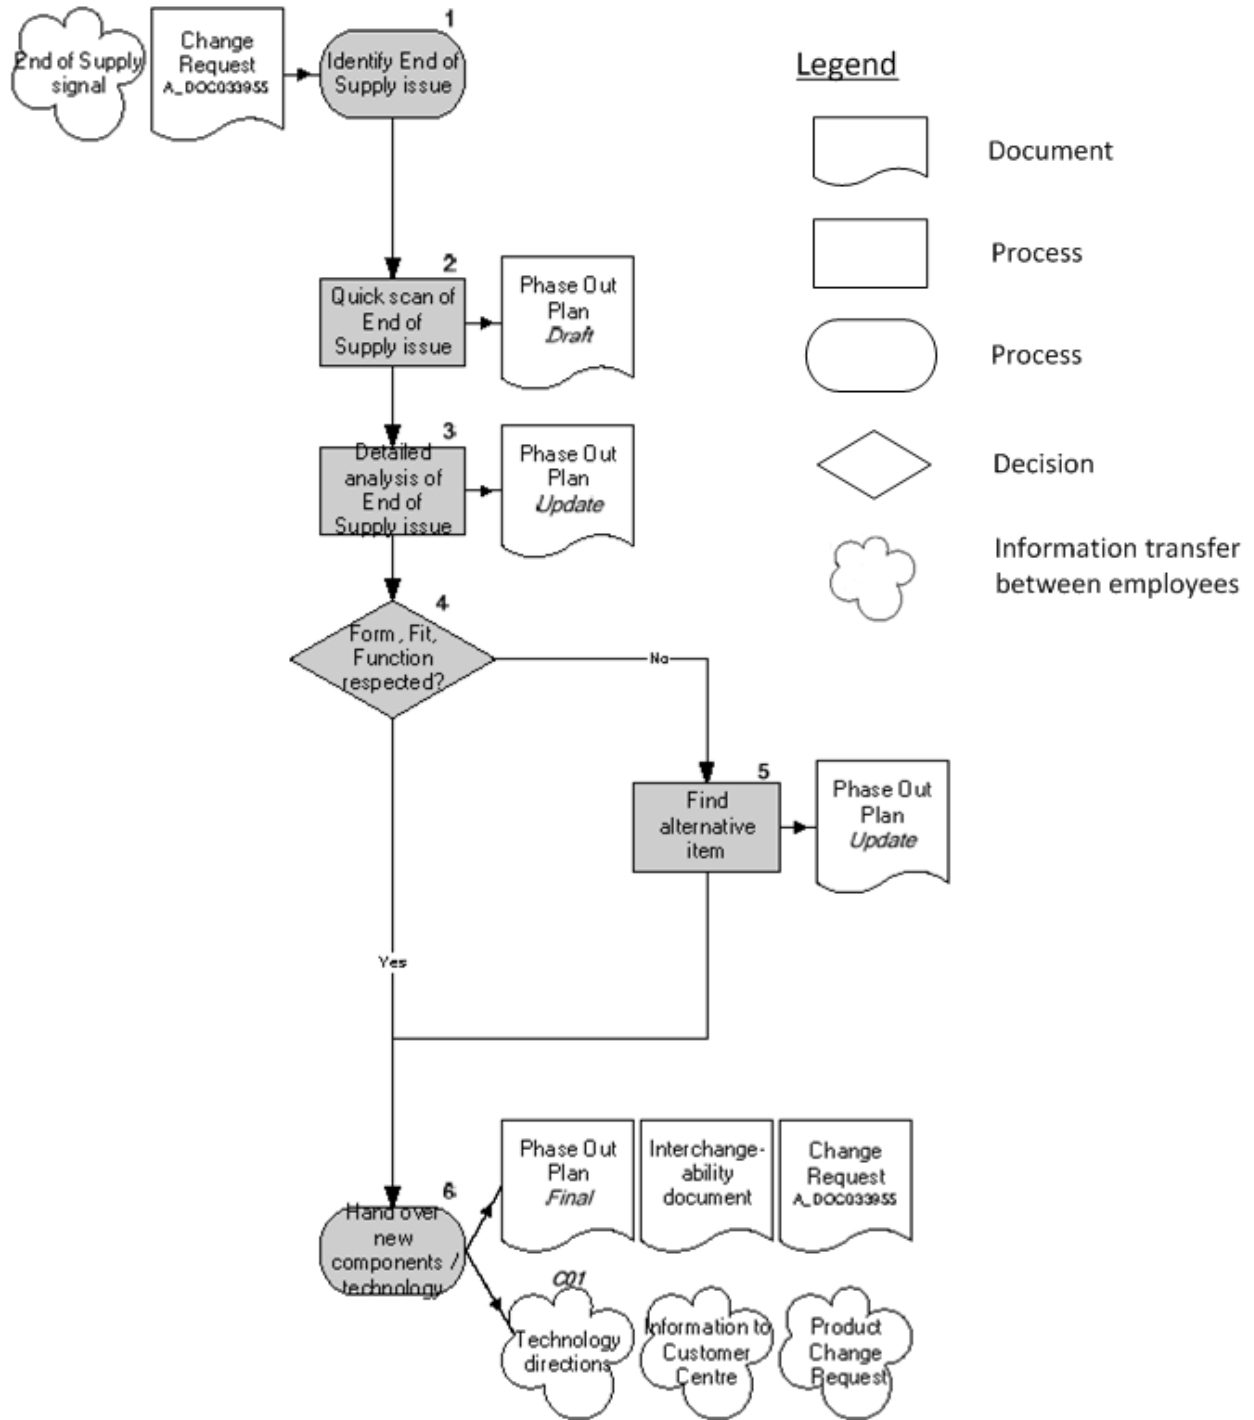 End of Supply
signal
Change
Request
A_DOC033955
1
Identify End of
Supply issue
Legend
Document
Process
Process
Decision
Information transfer
between employees
2
Quick scan of
End of
Supply issue
Phase Out
Plan
Draft
3
Detailed
analysis of
End of
Supply issue
Phase Out
Plan
Update
4
Form, Fit,
Function
respected?
No
5
Find
alternative
item
Phase Out
Plan
Update
Yes
6
Hand over
new
components /
technology
Phase Out
Plan
Final
Interchange-
ability
document
Change
Request
A_DOC033955
C01
Technology
directions
Information to
Customer
Centre
Product
Change
Request